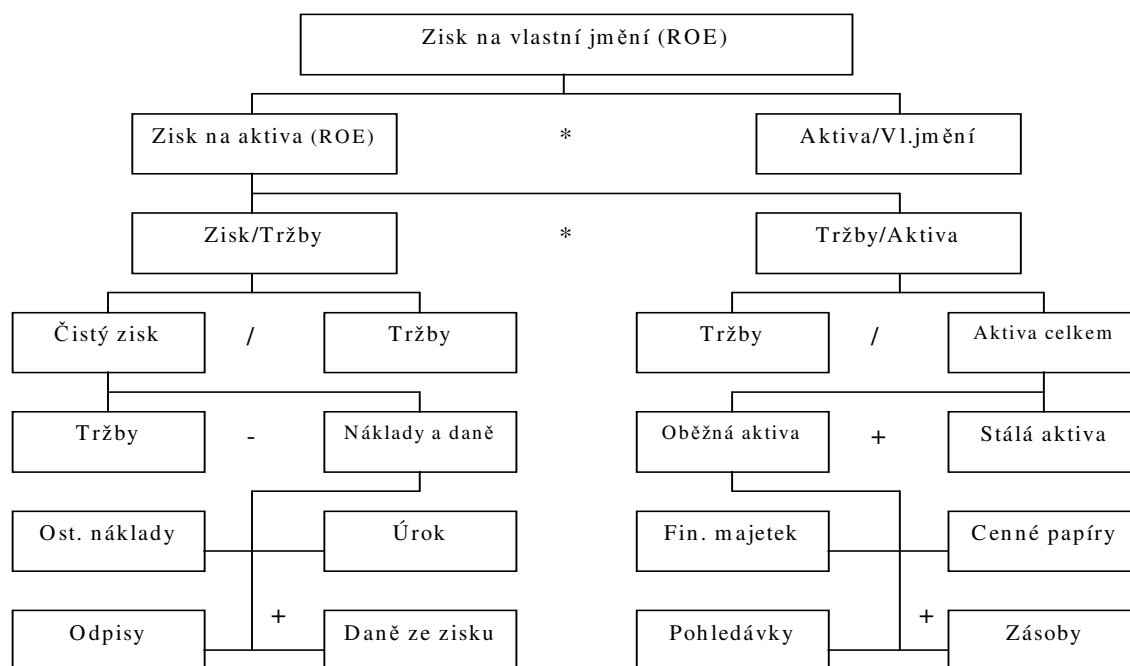 Zisk na vlastní jmění (ROE)
Zisk na aktiva (ROE) * Aktiva/Vl.jmění
Zisk/Tržby * Tržby/Aktiva
Čistý zisk / Tržby Tržby / Aktiva celkem
Tržby - Náklady a daně Oběžná aktiva + Stálá aktiva
Ost. náklady Úrok Fin. majetek Cenné papíry
Odpisy + Daně ze zisku Pohledávky + Zásoby